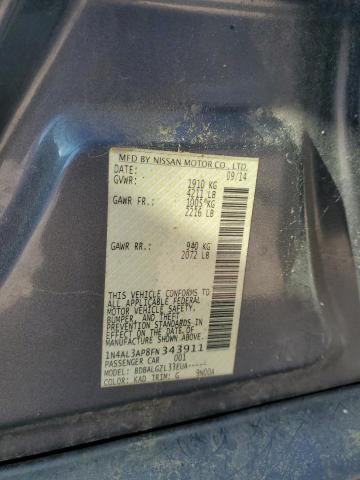 MFD BY NISSAN MOTOR CO., LTD.
DATE: 09/14
GVWR: 1910 KG
4211 LB
GAWR FR.: 1005 KG
2216 LB
GAWR RR.: 940 KG
2072 LB
THIS VEHICLE CONFORMS TO
ALL APPLICABLE FEDERAL
MOTOR VEHICLE SAFETY,
BUMPER, AND THEFT
PREVENTION STANDARDS IN
EFFECT ON THE DATE OF
MANUFACTURE SHOWN ABOVE.
1N4AL3AP8FN343911
PASSENGER CAR 001
MODEL: BDBALGZL33EUA-----
COLOR: KAD TRIM: G 9N00A